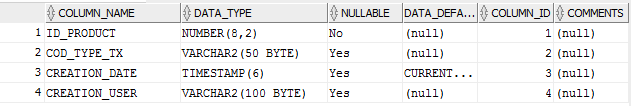 COLUMN_NAME DATA_TYPE NULLABLE DATA_DEFA... COLUMN_ID COMMENTS
1 ID_PRODUCT NUMBER(8,2) No (null) 1 (null)
2 COD_TYPE_TX VARCHAR2(50 BYTE) Yes (null) 2 (null)
3 CREATION_DATE TIMESTAMP(6) Yes CURRENT... 3 (null)
4 CREATION_USER VARCHAR2(100 BYTE) Yes (null) 4 (null)